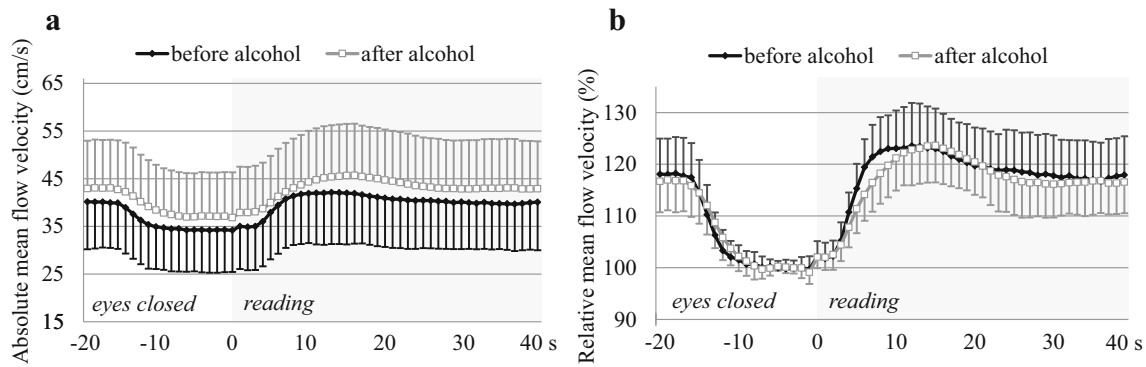 a
before alcohol after alcohol
Absolute mean flow velocity (cm/s)
65
55
45
35
25
15
eyes closed reading
-20 -10 0 10 20 30 40 s
b
before alcohol after alcohol
Relative mean flow velocity (%)
130
120
110
100
90
eyes closed reading
-20 -10 0 10 20 30 40 s